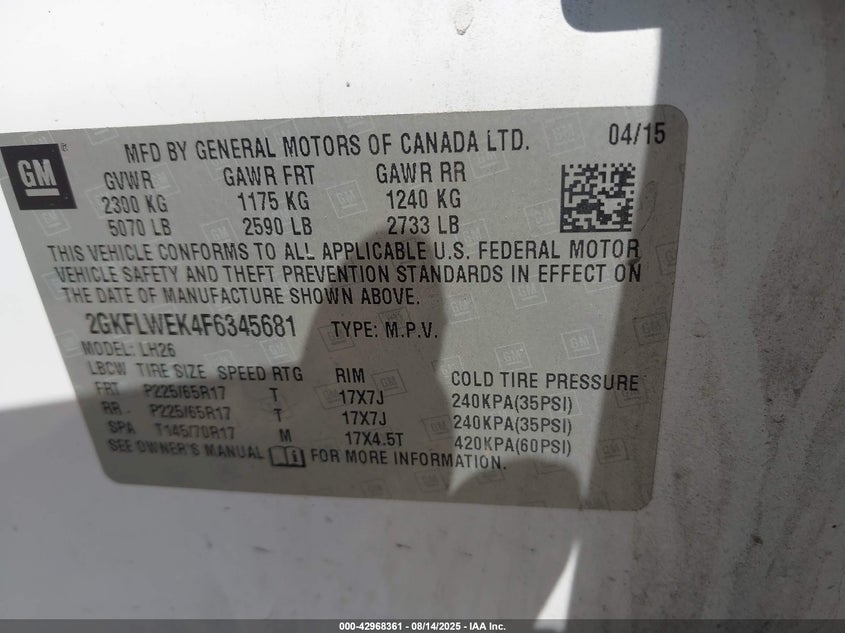 GM
MFD BY GENERAL MOTORS OF CANADA LTD. 04/15
GVWR GAWR FRT GAWR RR
2300 KG 1175 KG 1240 KG
5070 LB 2590 LB 2733 LB
THIS VEHICLE CONFORMS TO ALL APPLICABLE U.S. FEDERAL MOTOR
VEHICLE SAFETY AND THEFT PREVENTION STANDARDS IN EFFECT ON
THE DATE OF MANUFACTURE SHOWN ABOVE.
2GKFLWEK4F6345681 TYPE: M.P.V.
MODEL: LH26
LBCW TIRE SIZE SPEED RTG RIM COLD TIRE PRESSURE
FRT P225/65R17 T 17X7J 240KPA(35PSI)
RR P225/65R17 T 17X7J 240KPA(35PSI)
SPA T145/70R17 M 17X4.5T 420KPA(60PSI)
SEE OWNER'S MANUAL FOR MORE INFORMATION.
000-42968361 - 08/14/2025 - IAA Inc.